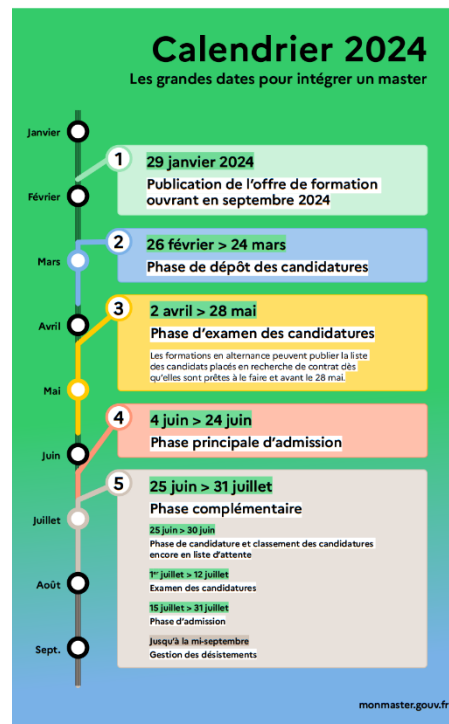 Calendrier 2024
Les grandes dates pour intégrer un master
Janvier
1
29 janvier 2024
Publication de l'offre de formation
ouvrant en septembre 2024
Février
2
26 février > 24 mars
Phase de dépôt des candidatures
Mars
3
2 avril > 28 mai
Phase d'examen des candidatures
Les formations en alternance peuvent publier la liste
des candidats placés en recherche de contrat dès
qu'elles sont prêtes à le faire et avant le 28 mai.
Avril
Mai
4
4 juin > 24 juin
Phase principale d'admission
Juin
5
25 juin > 31 juillet
Phase complémentaire
Juillet
25 juin > 30 juin
Phase de candidature et classement des candidatures
encore en liste d'attente
1er juillet > 12 juillet
Examen des candidatures
Août
15 juillet > 31 juillet
Phase d'admission
Jusqu'à la mi-septembre
Gestion des désistements
Sept.
monmaster.gouv.fr